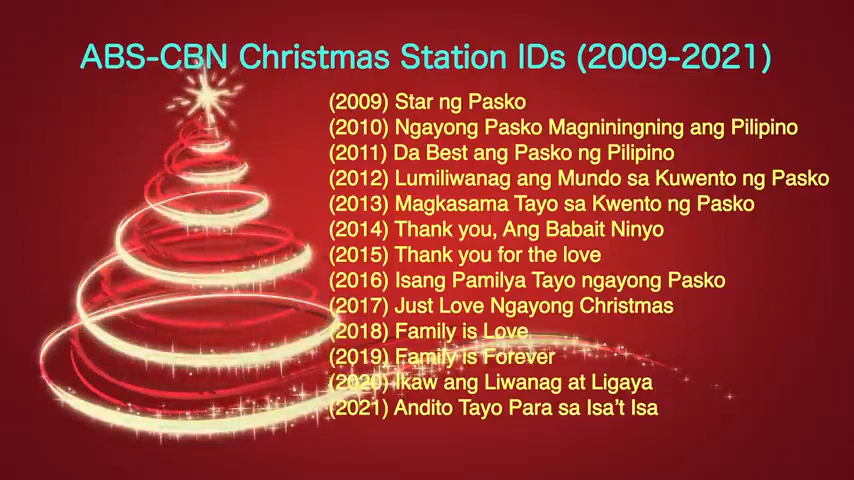 ABS-CBN Christmas Station IDs (2009-2021)
(2009) Star ng Pasko
(2010) Ngayong Pasko Magniningning ang Pilipino
(2011) Da Best ang Pasko ng Pilipino
(2012) Lumiliwanag ang Mundo sa Kuwento ng Pasko
(2013) Magkasama Tayo sa Kwento ng Pasko
(2014) Thank you, Ang Babait Ninyo
(2015) Thank you for the love
(2016) Isang Pamilya Tayo ngayong Pasko
(2017) Just Love Ngayong Christmas
(2018) Family is Love
(2019) Family is Forever
(2020) Ikaw ang Liwanag at Ligaya
(2021) Andito Tayo Para sa Isa’t Isa